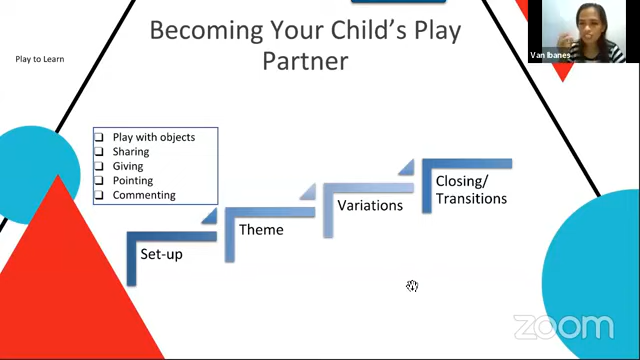 Becoming Your Child's Play
Partner
Play to Learn
Van Ibanes
Play with objects
Sharing
Giving
Pointing
Commenting
Set-up
Theme
Variations
Closing/
Transitions
zoom